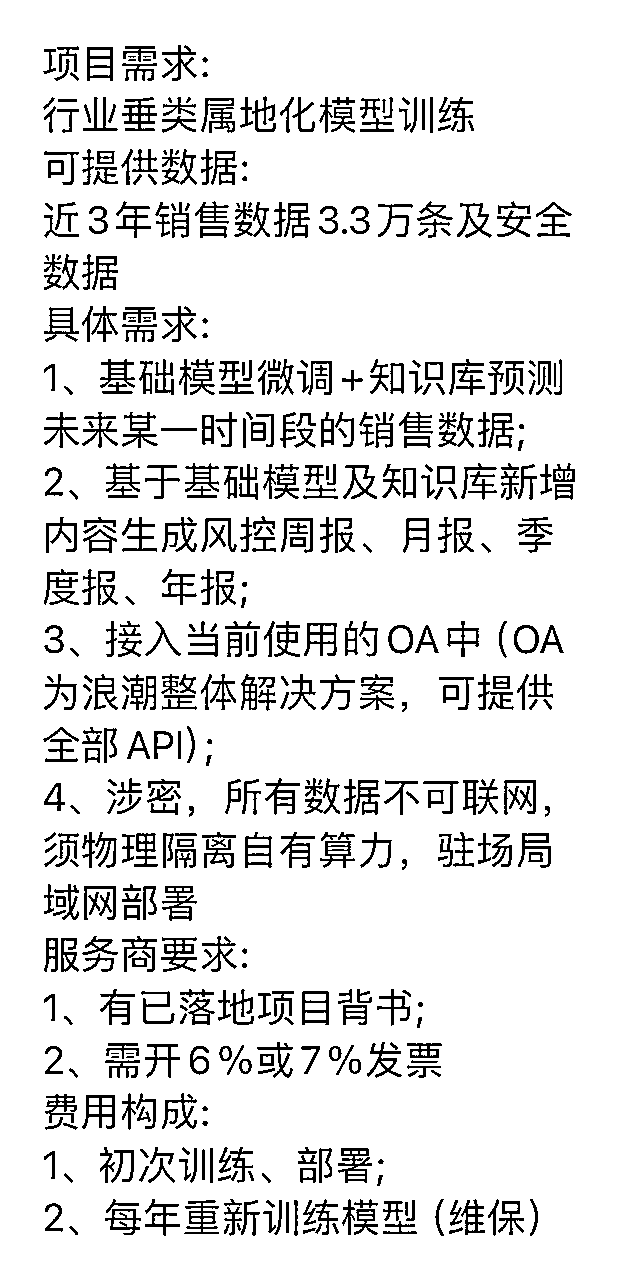 项目需求:
行业垂类属地化模型训练
可提供数据:
近3年销售数据3.3万条及安全
数据
具体需求:
1、基础模型微调+知识库预测
未来某一时间段的销售数据;
2、基于基础模型及知识库新增
内容生成风控周报、月报、季
度报、年报;
3、接入当前使用的OA中（OA
为浪潮整体解决方案，可提供
全部API）;
4、涉密，所有数据不可联网，
须物理隔离自有算力，驻场局
域网部署
服务商要求:
1、有已落地项目背书;
2、需开6%或7%发票
费用构成:
1、初次训练、部署;
2、每年重新训练模型（维保）